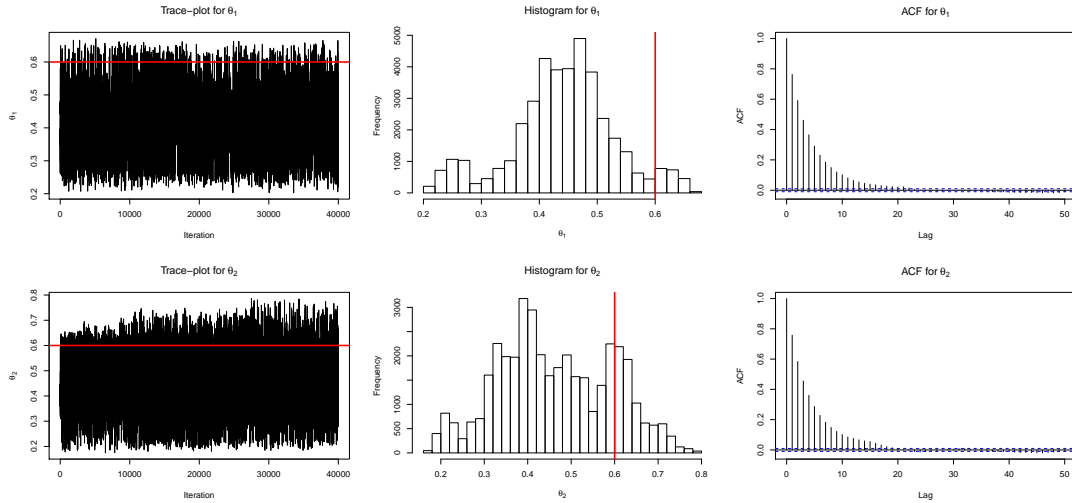 Trace−plot for θ1
Histogram for θ1
ACF for θ1
θ1
0.2 0.3 0.4 0.5 0.6
0 10000 20000 30000 40000
Iteration
Frequency
0 1000 2000 3000 4000 5000
0.2 0.3 0.4 0.5 0.6
θ1
ACF
0.0 0.2 0.4 0.6 0.8 1.0
0 10 20 30 40 50
Lag
Trace−plot for θ2
Histogram for θ2
ACF for θ2
θ2
0.2 0.3 0.4 0.5 0.6 0.7 0.8
0 10000 20000 30000 40000
Iteration
Frequency
0 500 1000 2000 3000
0.2 0.3 0.4 0.5 0.6 0.7 0.8
θ2
ACF
0.0 0.2 0.4 0.6 0.8 1.0
0 10 20 30 40 50
Lag